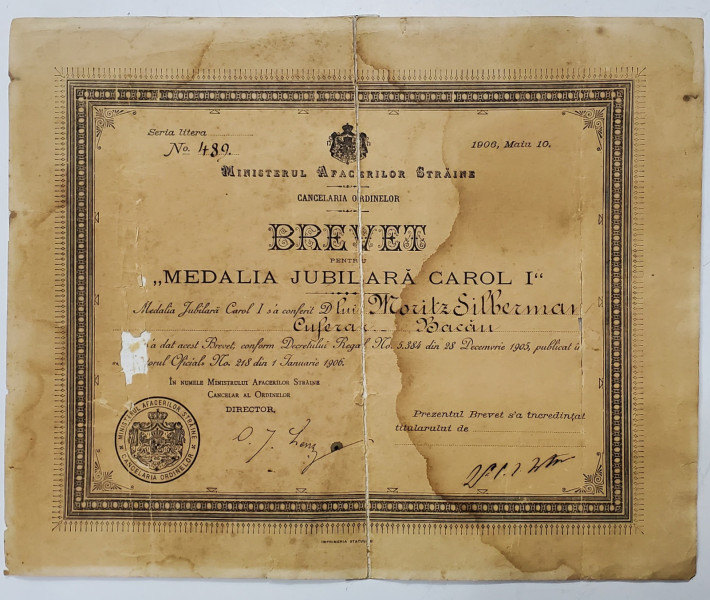 Seria litera
No. 489.
1906, Maiu 10.
Ministerul Afacerilor Străine
CANCELARIA ORDINELOR
BREVET
PENTRU
„MEDALIA JUBILARĂ CAROL I“
Medalia Jubilară Carol I s'a conferit D lui Moritz Silberman
Bacău
a dat acest Brevet, conform Decretului Regal No. 5.384 din 28 Decemvrie 1905, publicat
torul Oficial, No. 218 din 1 Ianuarie 1906.
În numele Ministrului Afacerilor Străine
Cancelar al Ordinelor
DIRECTOR,
Prezentul Brevet s'a încredințat
titularului de
MINISTERUL AFACERILOR STRĂINE
CANCELARIA ORDINELOR
IMPRIMERIA STATULUI